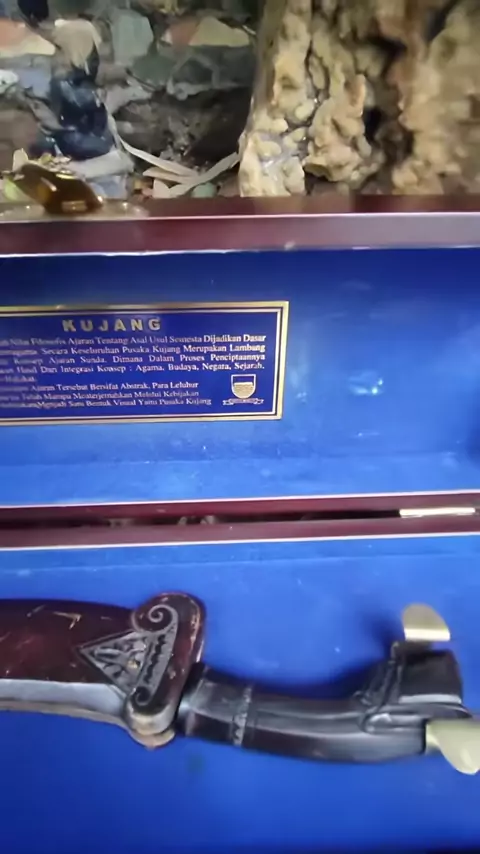 KUJANG
Nilai Filosofis Ajaran Tentang Asal Usul Semesta Dijadikan Dasar
Secara Keseluruhan Pusaka Kujang Merupakan Lambang
Konsep Ajaran Sunda. Dimana Dalam Proses Penciptaannya
Hasil Dari Integrasi Konsep : Agama, Budaya, Negara, Sejarah,
Ajaran Tersebut Bersifat Abstrak, Para Leluhur
Telah Mampu Menterjemahkan Melalui Kebijakan
Menjadi Satu Bentuk Visual Yaitu Pusaka Kujang